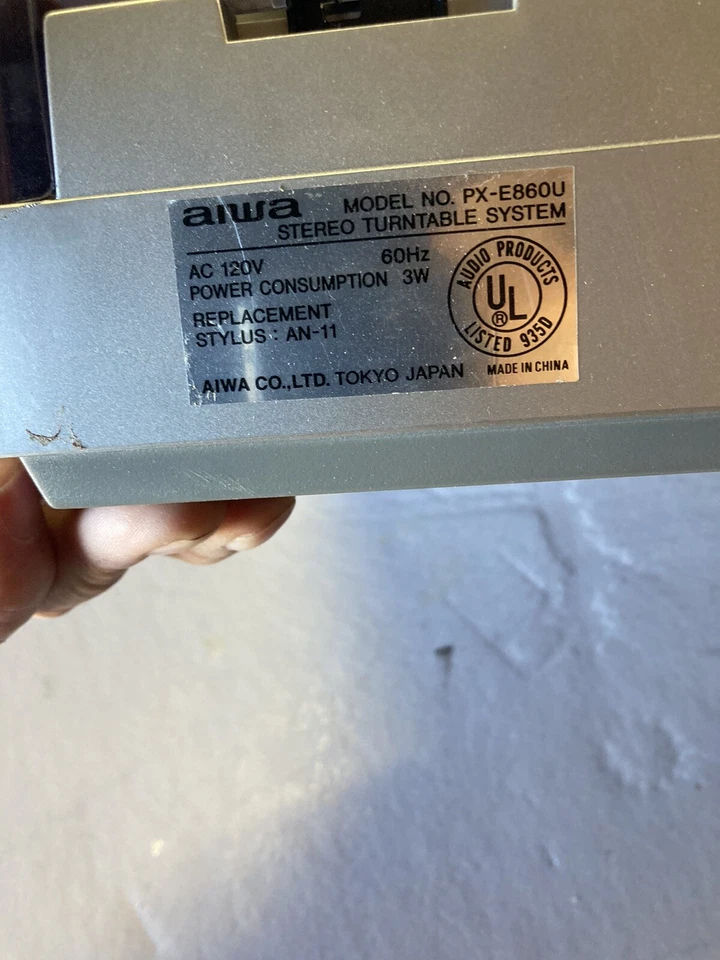 aiwa MODEL NO. PX-E860U
STEREO TURNTABLE SYSTEM
AC 120V 60Hz
POWER CONSUMPTION 3W
REPLACEMENT
STYLUS : AN-11
AUDIO PRODUCTS
UL
®
LISTED 935D
AIWA CO.,LTD. TOKYO JAPAN MADE IN CHINA